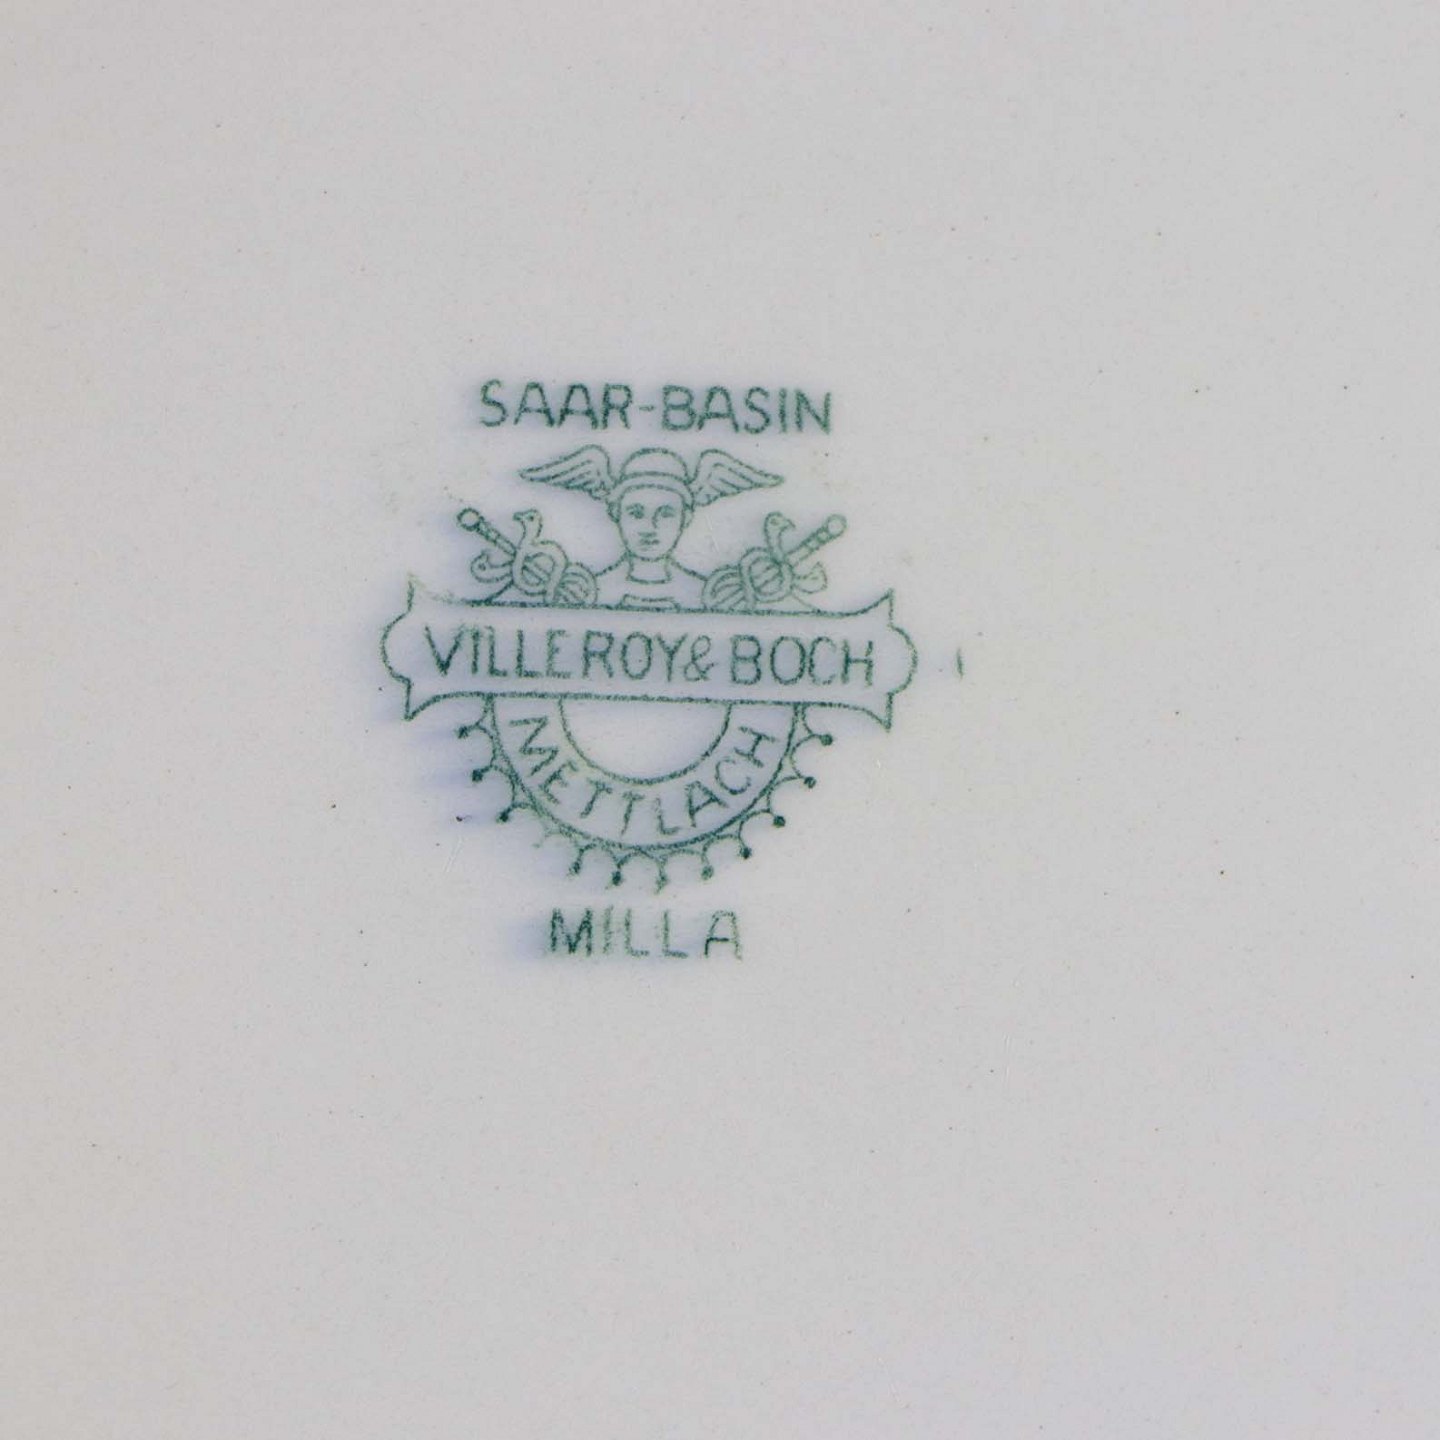 SAAR-BASIN
VILLEROY & BOCH
METTLACH
MILLA